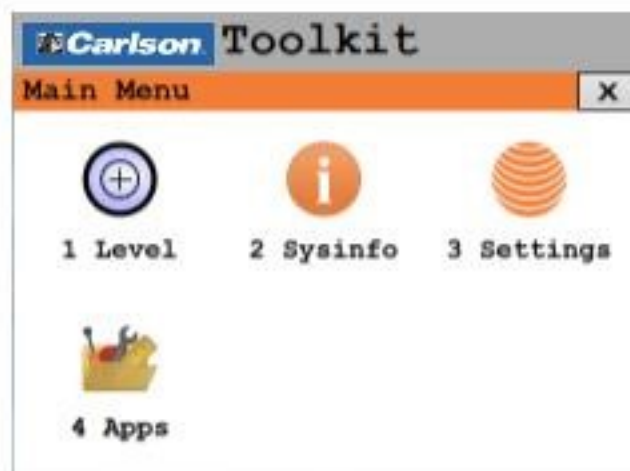 Carlson Toolkit
Main Menu X
1 Level 2 Sysinfo 3 Settings
4 Apps